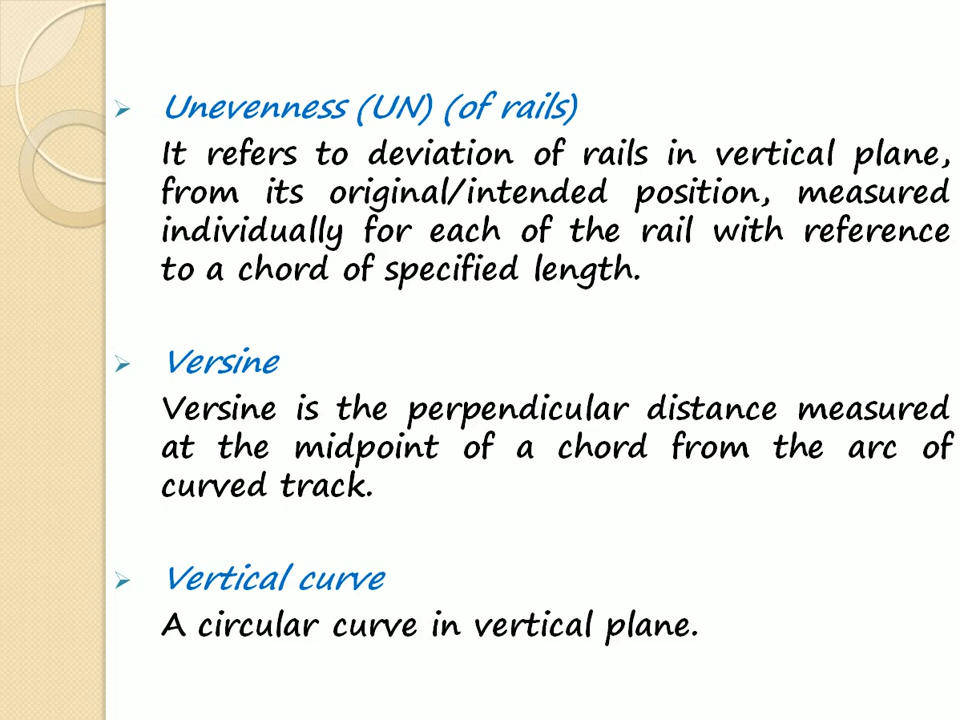 Unevenness (UN) (of rails)
It refers to deviation of rails in vertical plane,
from its original/intended position, measured
individually for each of the rail with reference
to a chord of specified length.
Versine
Versine is the perpendicular distance measured
at the midpoint of a chord from the arc of
curved track.
Vertical curve
A circular curve in vertical plane.